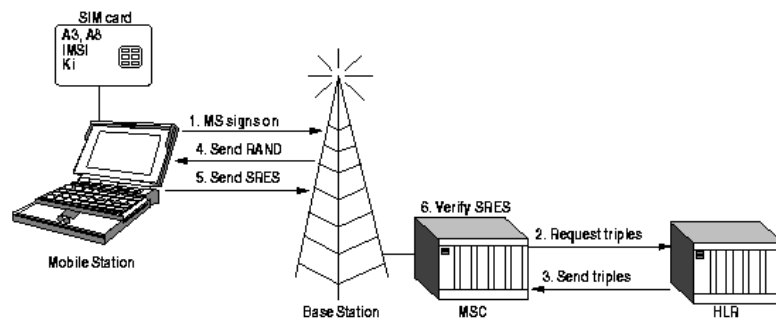 SIM card
A3, A8
IMSI
Ki
1. MS signs on
4. Send RAND
5. Send SRES
6. Verify SRES
2. Request triples
3. Send triples
Mobile Station
Base Station
MSC
HLR